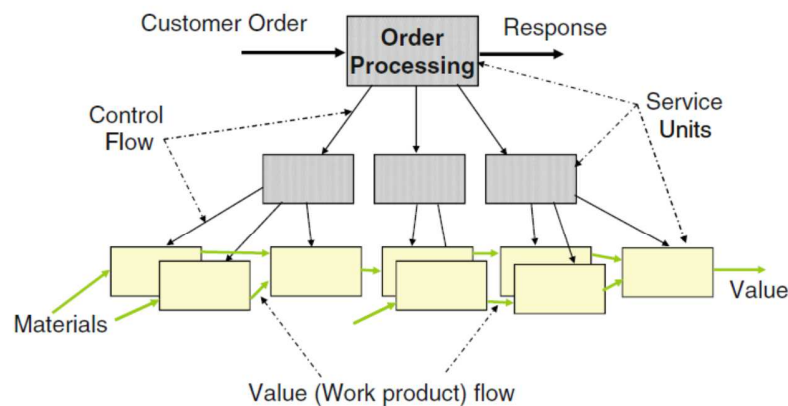 Customer Order
Order
Processing
Response
Control
Flow
Service
Units
Materials
Value
Value (Work product) flow